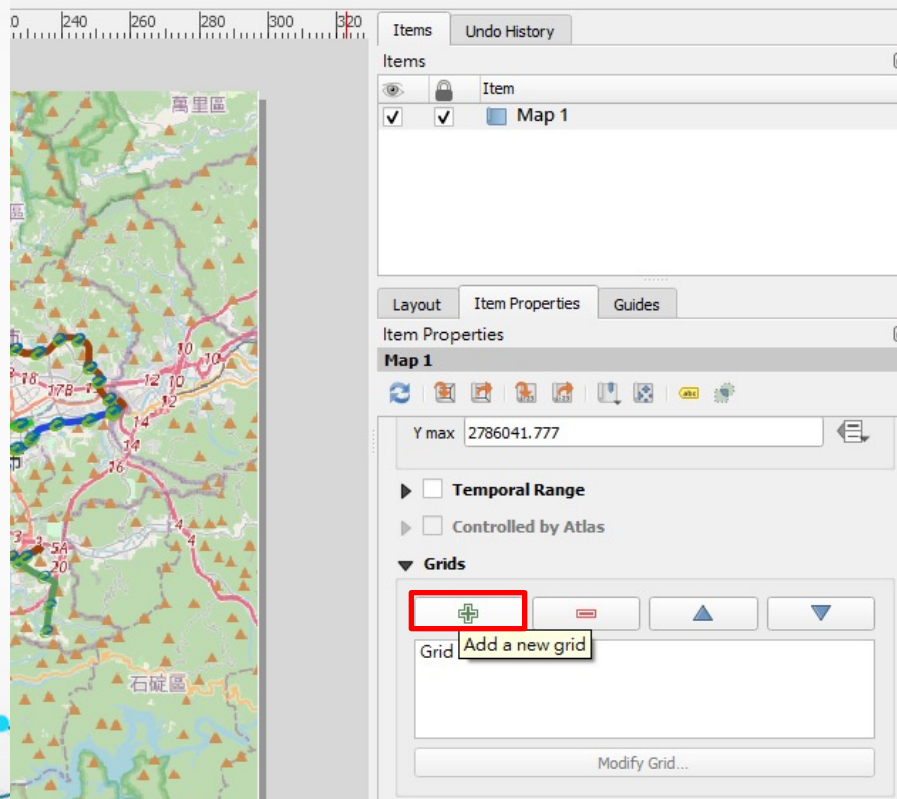 240 260 280 300 320
Items Undo History
Items
Item
Map 1
Layout Item Properties Guides
Item Properties
Map 1
abc
Y max 2786041.777
Temporal Range
Controlled by Atlas
Grids
Add a new grid
Grid
Modify Grid...
萬里區
區
市
10
10
18
17B
12 10
12
14
14
16
4
4
3
3
5A
20
石碇區